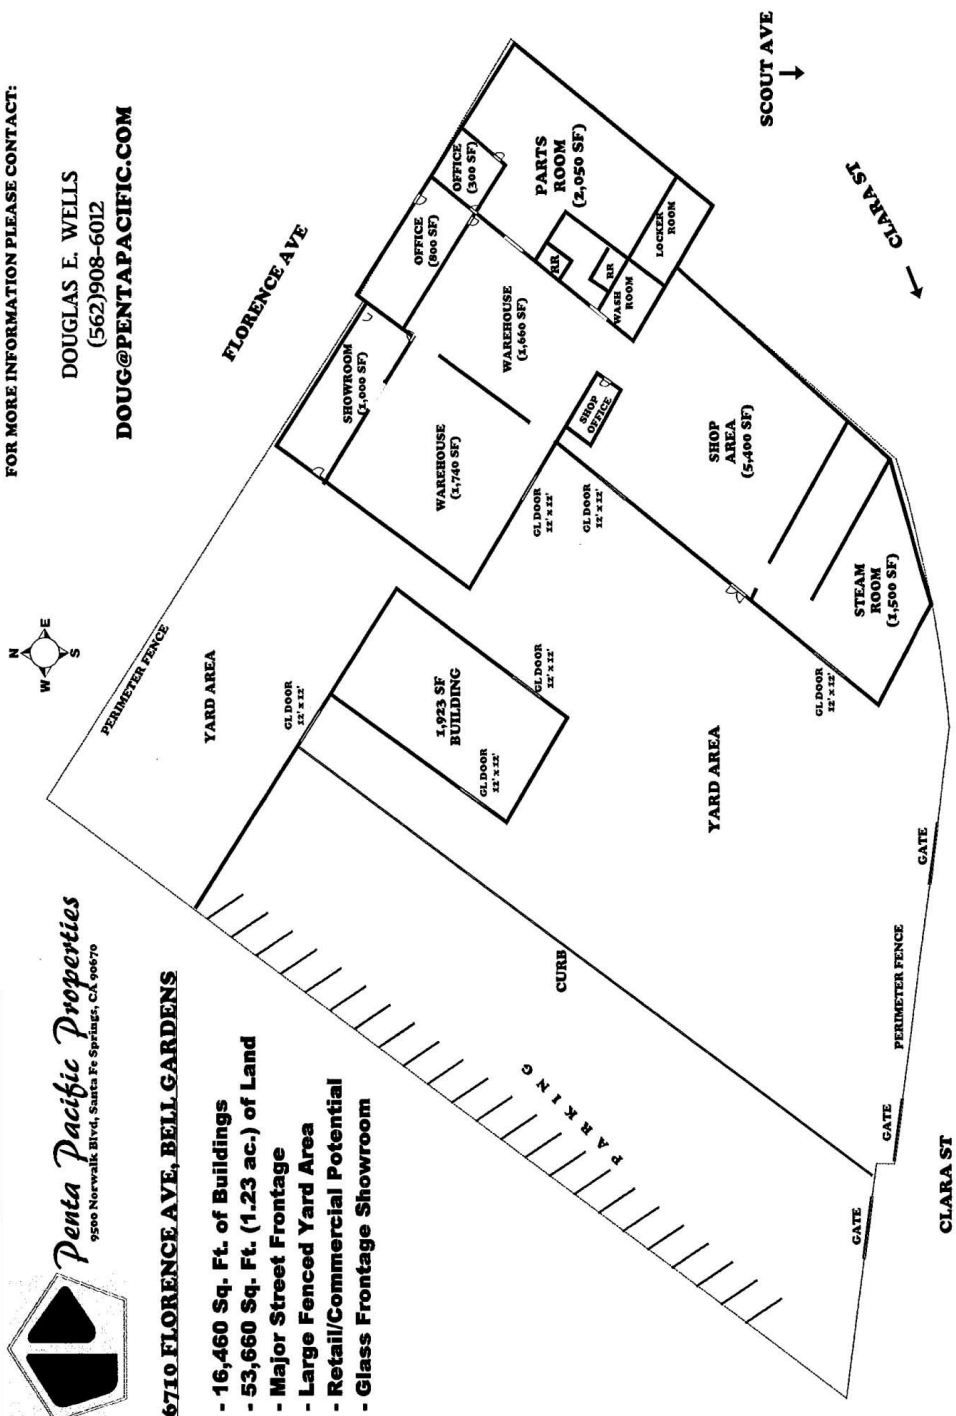 Penta Pacific Properties
9500 Norwalk Blvd, Santa Fe Springs, CA 90670
6710 FLORENCE AVE, BELL GARDENS
- 16,460 Sq. Ft. of Buildings
- 53,660 Sq. Ft. (1.23 ac.) of Land
- Major Street Frontage
- Large Fenced Yard Area
- Retail/Commercial Potential
- Glass Frontage Showroom
N
W
E
S
FOR MORE INFORMATION PLEASE CONTACT:
DOUGLAS E. WELLS
(562)908-6012
DOUG@PENTAPACIFIC.COM
FLORENCE AVE
PERIMETER FENCE
YARD AREA
GL DOOR
12' x 12'
1,923 SF
BUILDING
GL DOOR
12' x 12'
GL DOOR
12' x 12'
SHOWROOM
(1,000 SF)
OFFICE
(800 SF)
OFFICE
(300 SF)
PARTS
ROOM
(2,050 SF)
WAREHOUSE
(1,740 SF)
WAREHOUSE
(1,660 SF)
RR
RR
WASH
ROOM
LOCKER
ROOM
SHOP
OFFICE
GL DOOR
12' x 12'
GL DOOR
12' x 12'
SHOP
AREA
(5,400 SF)
STEAM
ROOM
(1,500 SF)
GL DOOR
12' x 12'
YARD AREA
CURB
PARKING
GATE
GATE
PERIMETER FENCE
GATE
CLARA ST
CLARA ST
SCOUT AVE